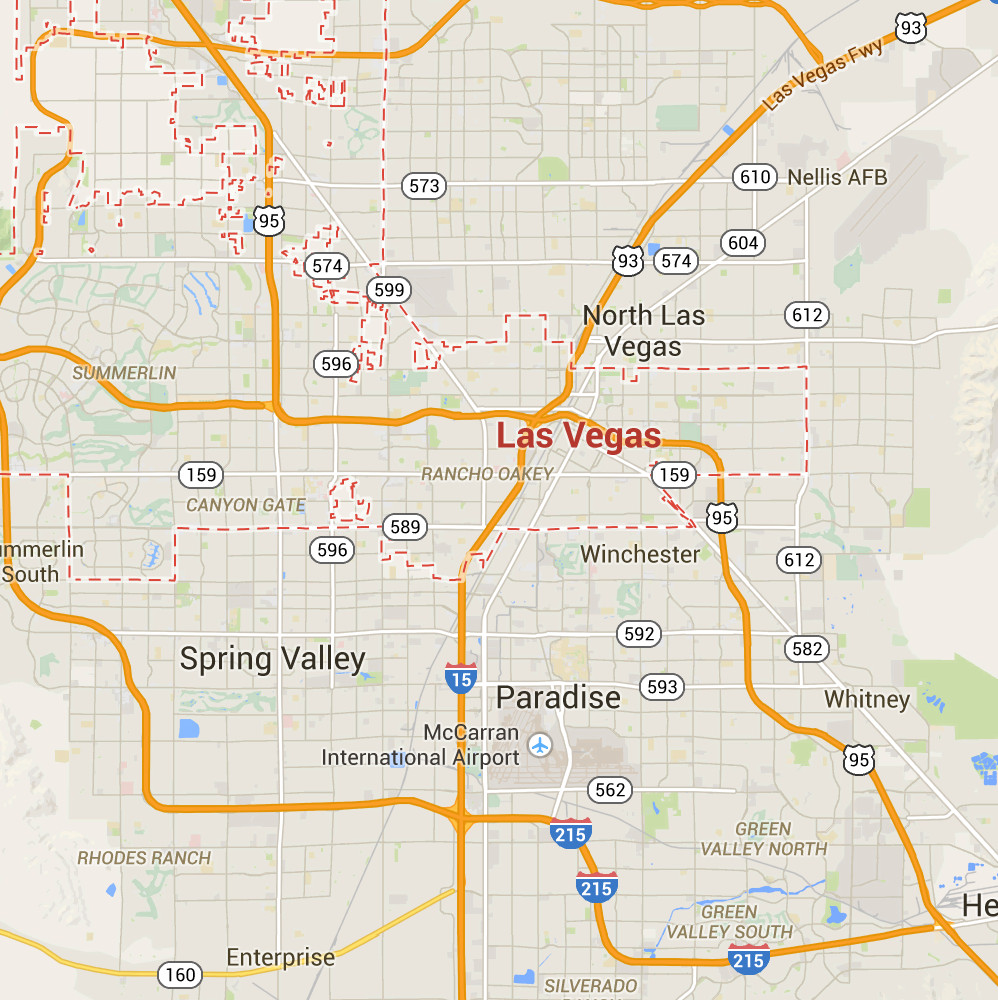 93
Las Vegas Fwy
573
610
Nellis AFB
95
604
574
93
574
599
612
North Las
Vegas
596
SUMMERLIN
Las Vegas
159
RANCHO OAKEY
159
CANYON GATE
589
95
596
Winchester
612
ummerlin
South
592
582
Spring Valley
15
593
Paradise
Whitney
McCarran
International Airport
95
562
215
GREEN
VALLEY NORTH
RHODES RANCH
215
He
GREEN
VALLEY SOUTH
Enterprise
215
160
SILVERADO
RANCH